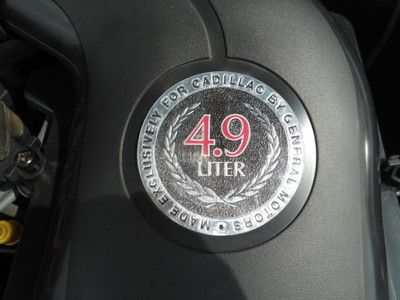 MADE EXCLUSIVELY FOR CADILLAC BY GENERAL MOTORS
4.9
LITER